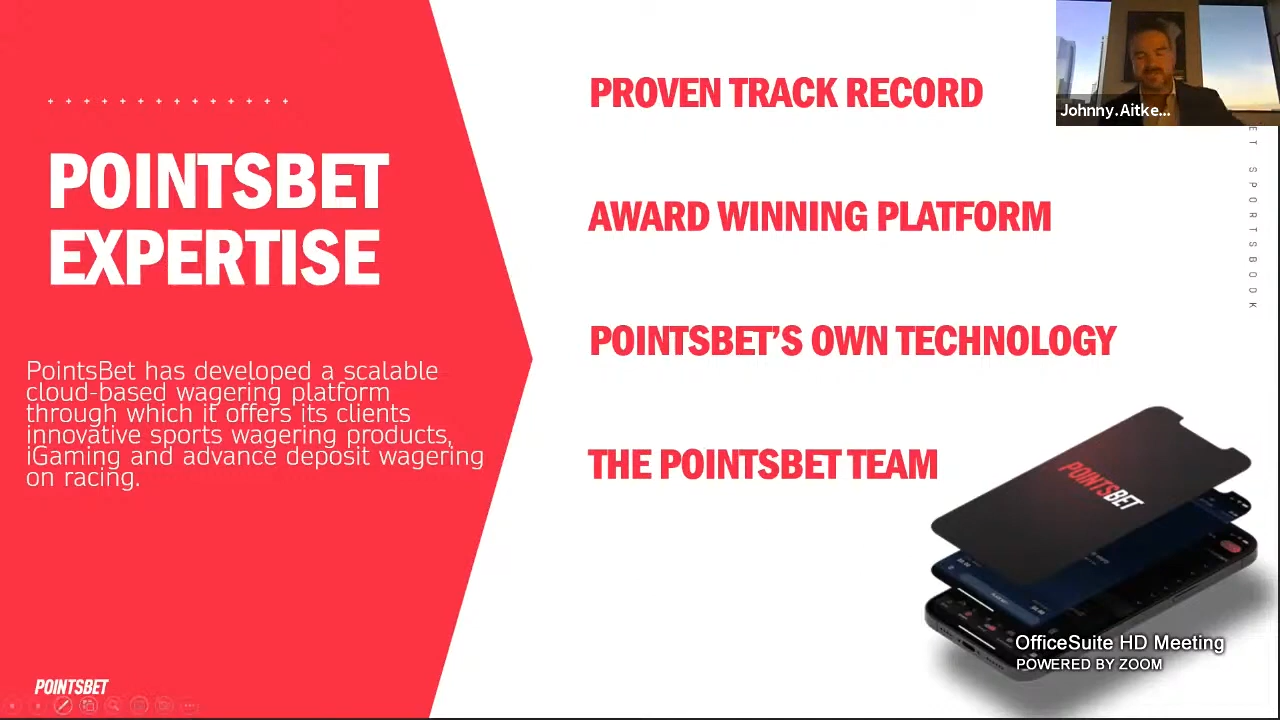 POINTSBET
EXPERTISE
PointsBet has developed a scalable
cloud-based wagering platform
through which it offers its clients
innovative sports wagering products,
iGaming and advance deposit wagering
on racing.
POINTSBET
PROVEN TRACK RECORD
AWARD WINNING PLATFORM
POINTSBET'S OWN TECHNOLOGY
THE POINTSBET TEAM
Johnny.Aitke...
ET SPORTSBOOK
POINTSBET
OfficeSuite HD Meeting
POWERED BY ZOOM